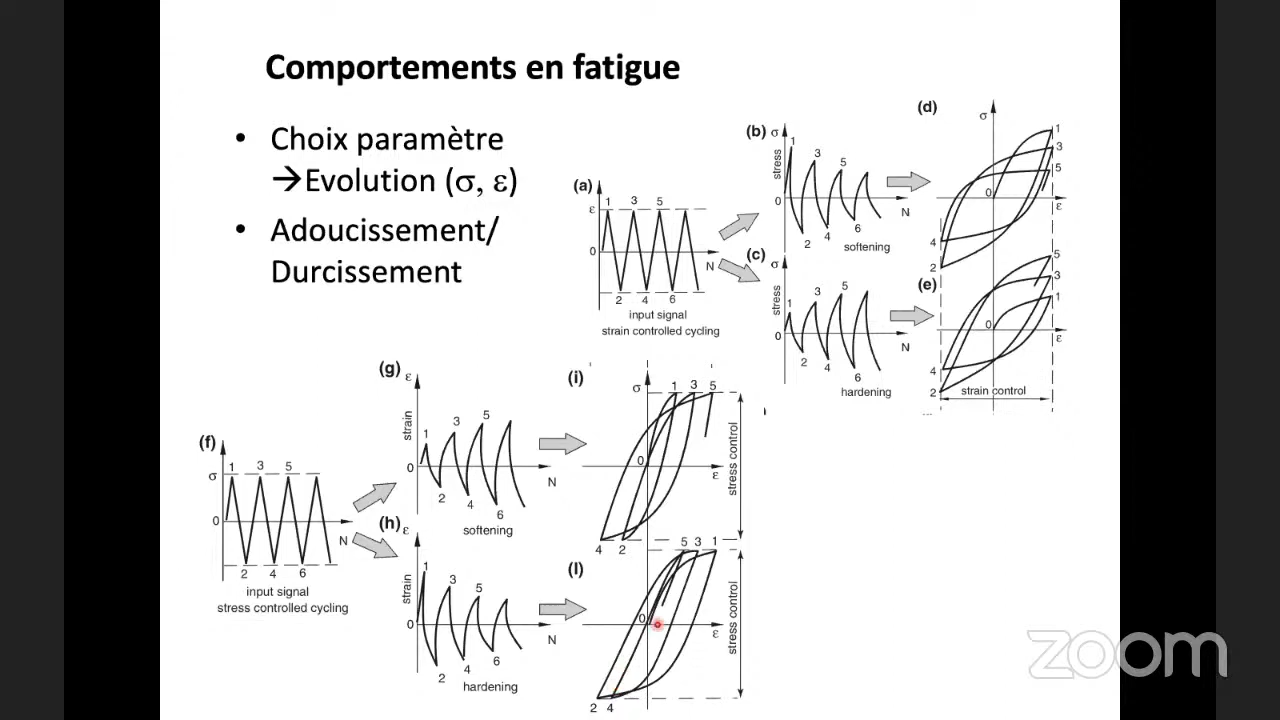 Comportements en fatigue
• Choix paramètre
→Evolution (σ, ε)
• Adoucissement/
Durcissement
(a)
ε
1 3 5
0
N
2 4 6
input signal
strain controlled cycling
(b)
σ
stress
1
3
5
0
N
2
4
6
softening
(c)
σ
stress
1
3
5
0
N
2
4
6
hardening
(d)
σ
1
3
5
0
ε
4
2
(e)
5
3
1
0
ε
4
2
strain control
(f)
σ
1 3 5
0
N
2 4 6
input signal
stress controlled cycling
(g)
ε
strain
1
3
5
0
N
2
4
6
softening
(h)
ε
strain
1
3
5
0
N
2
4
6
hardening
(i)
σ
1 3 5
0
ε
4 2
stress control
(l)
5 3 1
0
ε
2 4
stress control
zoom